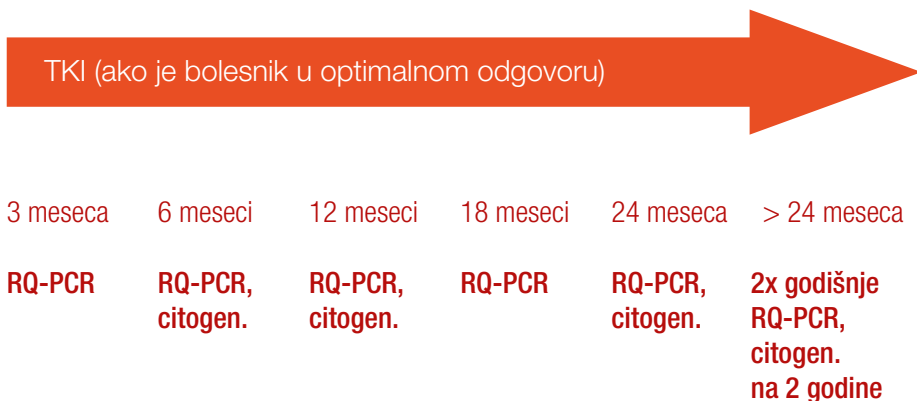 TKI (ako je bolesnik u optimalnom odgovoru)
3 meseca
6 meseci
12 meseci
18 meseci
24 meseca
> 24 meseca
RQ-PCR
RQ-PCR,
citogen.
RQ-PCR,
citogen.
RQ-PCR
RQ-PCR,
citogen.
2x godišnje
RQ-PCR,
citogen.
na 2 godine